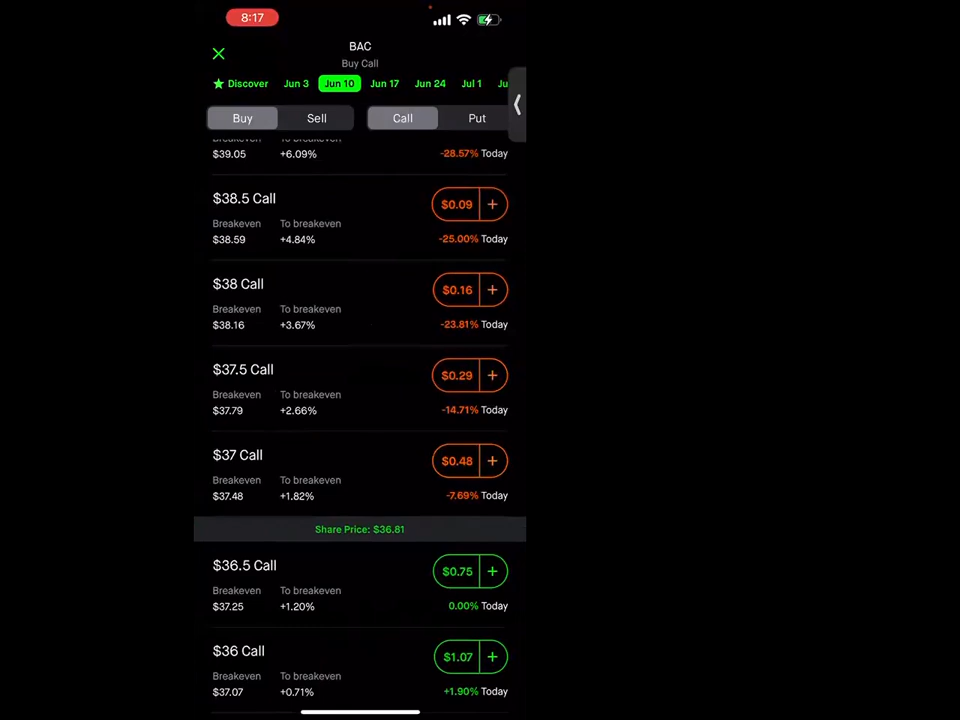 8:17
BAC
Buy Call
Discover Jun 3 Jun 10 Jun 17 Jun 24 Jul 1 Ju
Buy Sell Call Put
Breakeven To breakeven
$39.05 +6.09% -28.57% Today
$38.5 Call $0.09 +
Breakeven To breakeven
$38.59 +4.84% -25.00% Today
$38 Call $0.16 +
Breakeven To breakeven
$38.16 +3.67% -23.81% Today
$37.5 Call $0.29 +
Breakeven To breakeven
$37.79 +2.66% -14.71% Today
$37 Call $0.48 +
Breakeven To breakeven
$37.48 +1.82% -7.69% Today
Share Price: $36.81
$36.5 Call $0.75 +
Breakeven To breakeven
$37.25 +1.20% 0.00% Today
$36 Call $1.07 +
Breakeven To breakeven
$37.07 +0.71% +1.90% Today